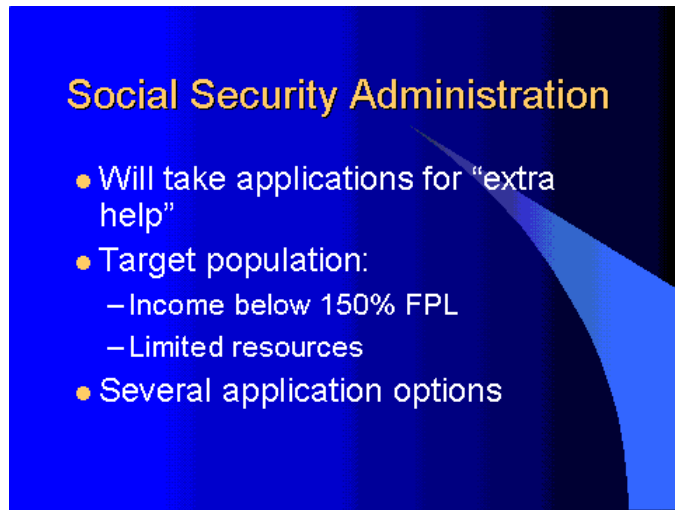 Social Security Administration
● Will take applications for “extra
help”
● Target population:
–Income below 150% FPL
–Limited resources
● Several application options